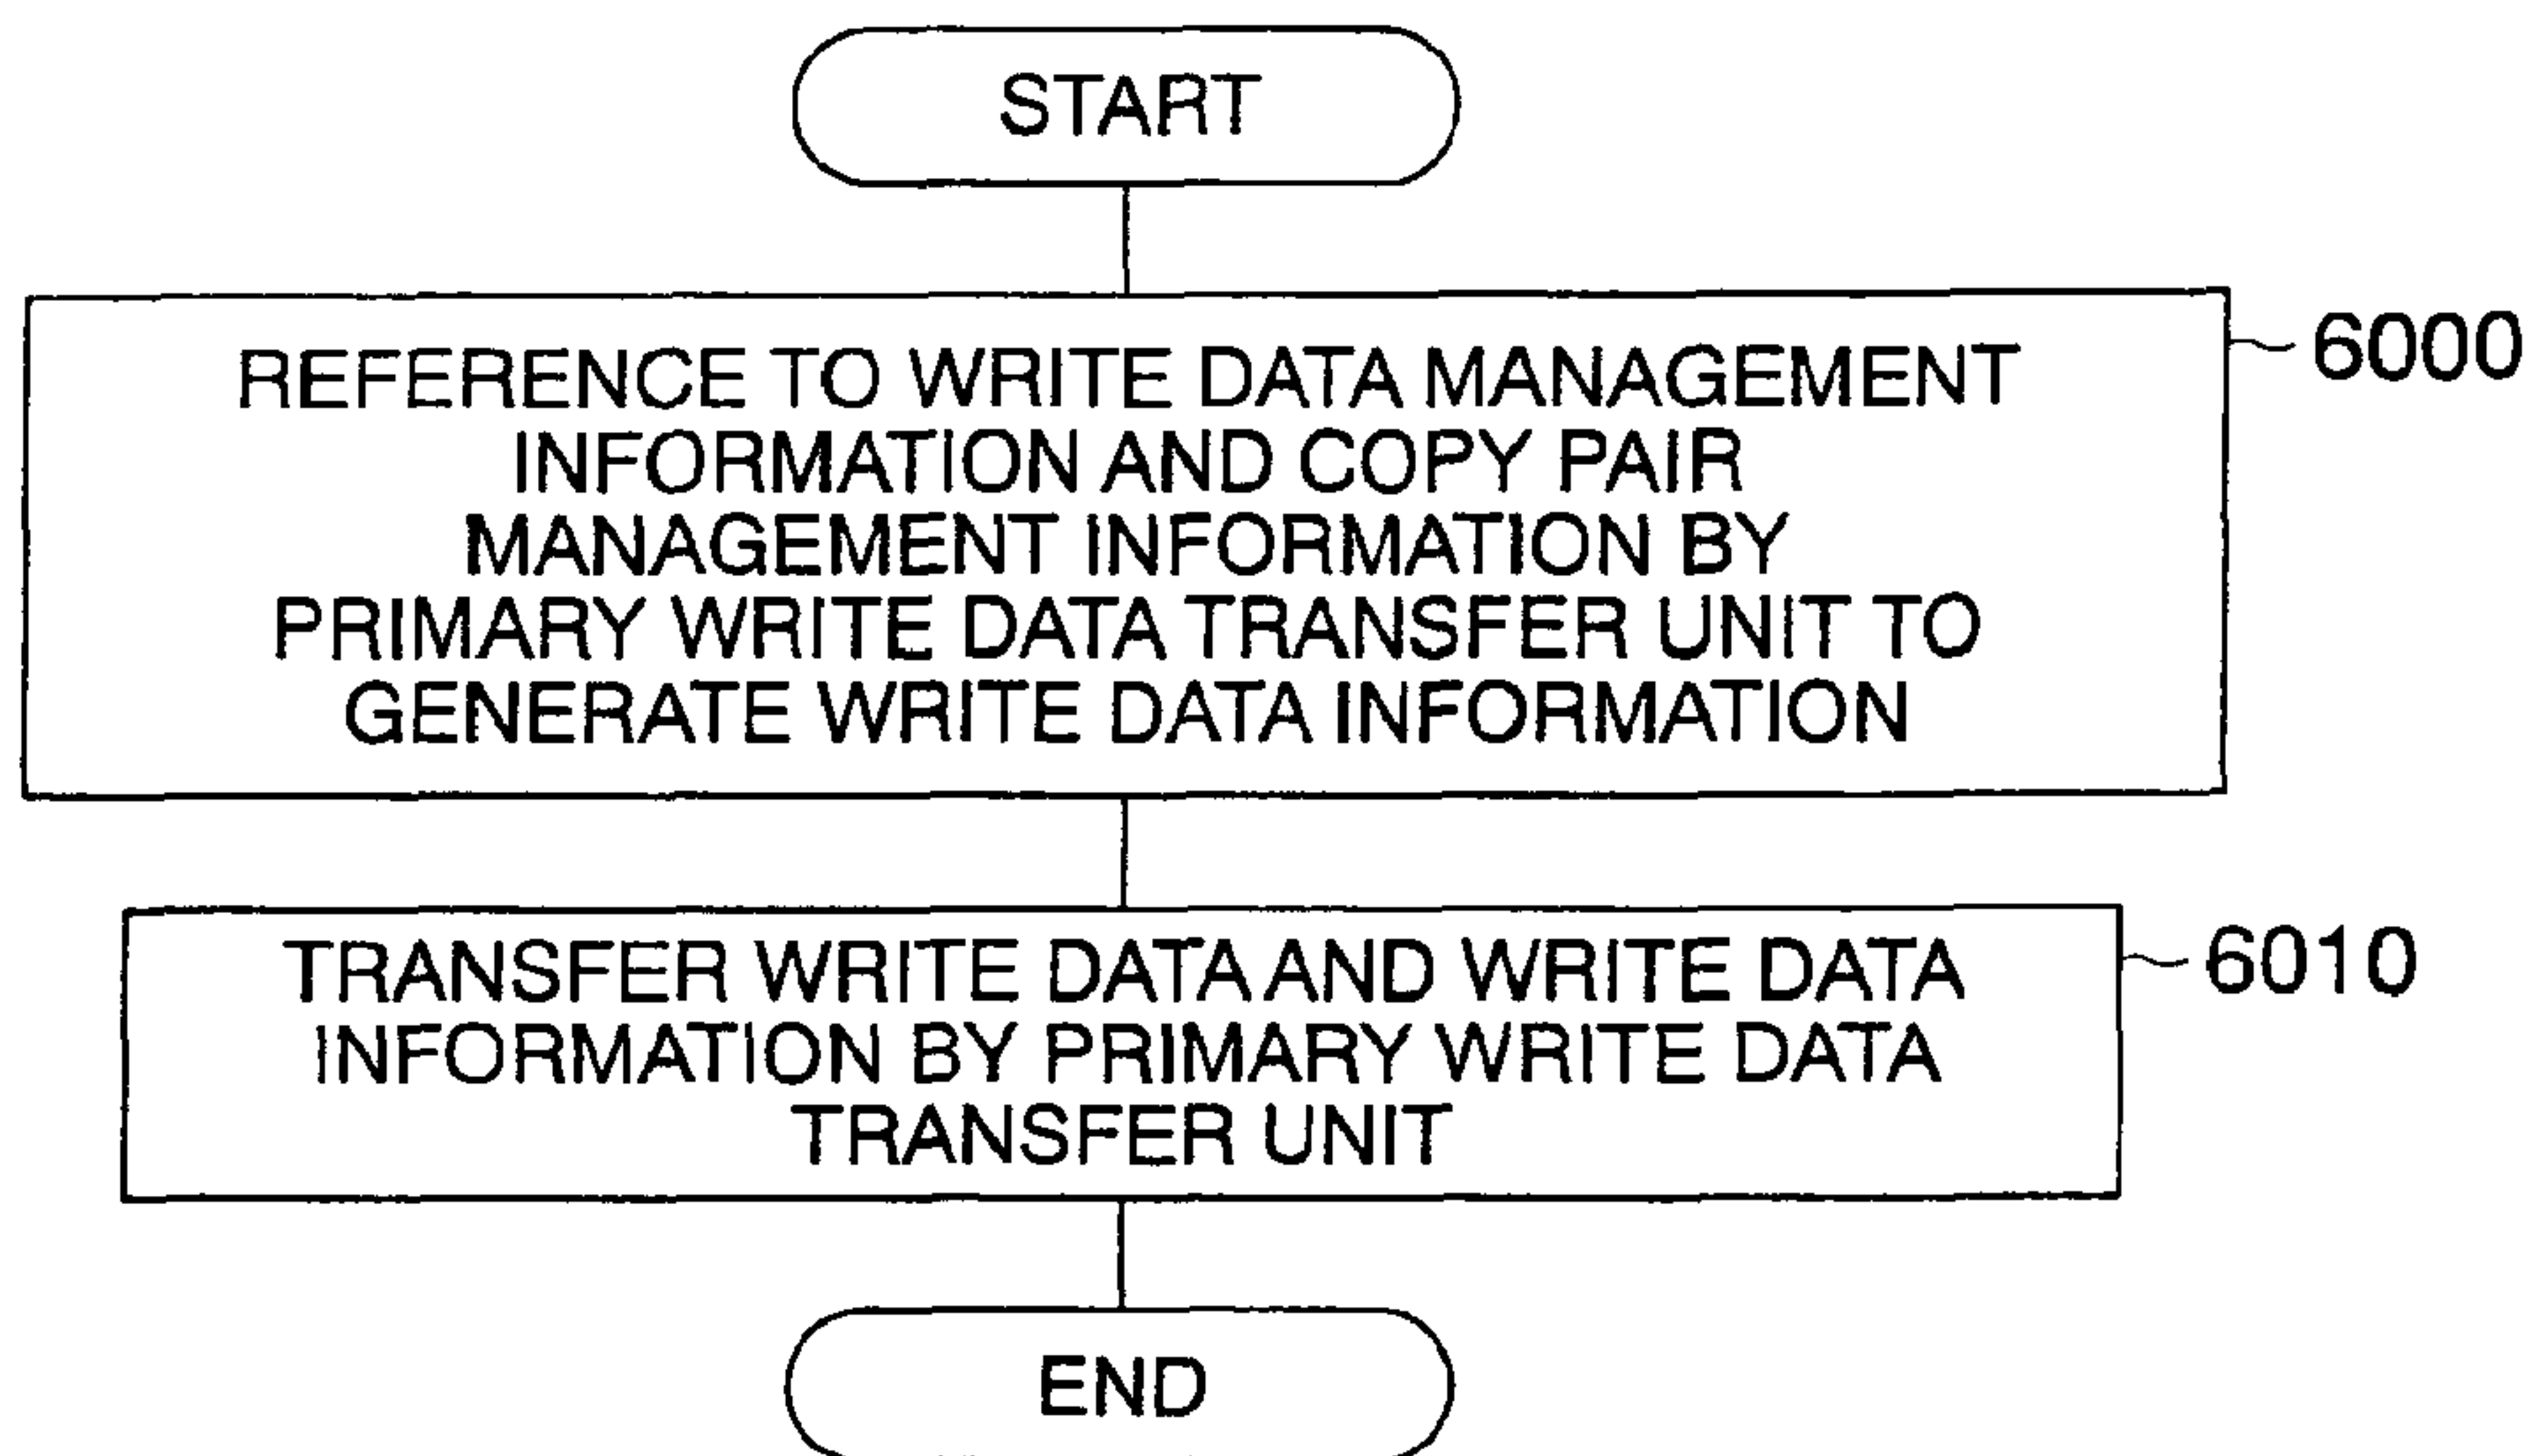 START
REFERENCE TO WRITE DATA MANAGEMENT
INFORMATION AND COPY PAIR
MANAGEMENT INFORMATION BY
PRIMARY WRITE DATA TRANSFER UNIT TO
GENERATE WRITE DATA INFORMATION
6000
TRANSFER WRITE DATA AND WRITE DATA
INFORMATION BY PRIMARY WRITE DATA
TRANSFER UNIT
6010
END